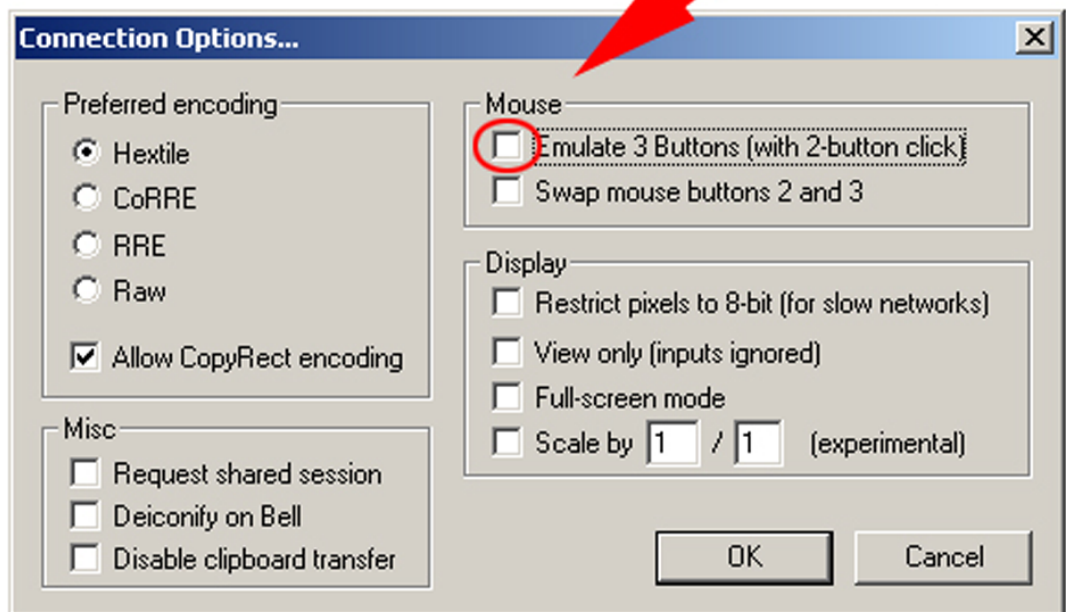 Connection Options...
Preferred encoding
Hextile
CoRRE
RRE
Raw
Allow CopyRect encoding
Misc
Request shared session
Deiconify on Bell
Disable clipboard transfer
Mouse
Emulate 3 Buttons (with 2-button click)
Swap mouse buttons 2 and 3
Display
Restrict pixels to 8-bit (for slow networks)
View only (inputs ignored)
Full-screen mode
Scale by 1 / 1 (experimental)
OK
Cancel